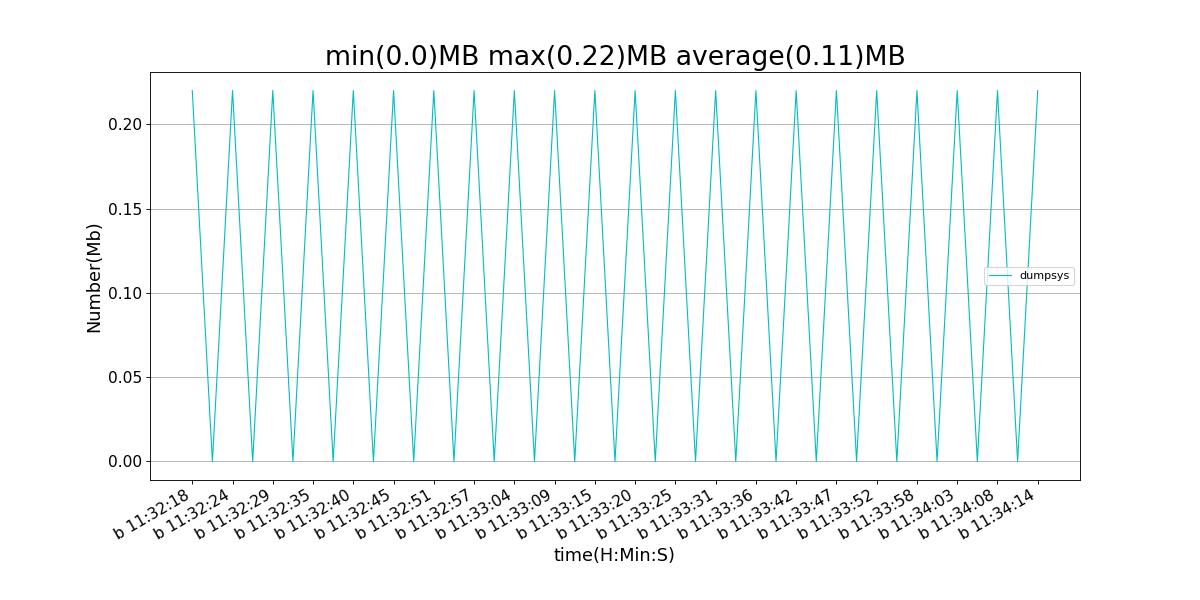 min(0.0)MB max(0.22)MB average(0.11)MB
0.20
0.15
0.10
0.05
0.00
Number(Mb)
dumpsys
b 11:32:18
b 11:32:24
b 11:32:29
b 11:32:35
b 11:32:40
b 11:32:45
b 11:32:51
b 11:32:57
b 11:33:04
b 11:33:09
b 11:33:15
b 11:33:20
b 11:33:25
b 11:33:31
b 11:33:36
b 11:33:42
b 11:33:47
b 11:33:52
b 11:33:58
b 11:34:03
b 11:34:08
b 11:34:14
time(H:Min:S)